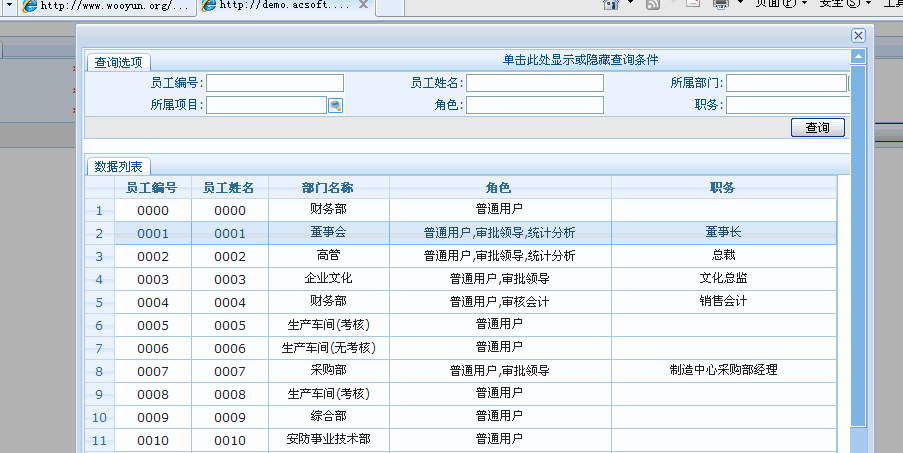 http://www.wooyun.org/... http://demo.acsoft....
页面(P) 安全(S) 工具
查询选项 单击此处显示或隐藏查询条件
员工编号: 员工姓名: 所属部门:
所属项目: 角色: 职务:
查询
数据列表
员工编号 员工姓名 部门名称 角色 职务
1 0000 0000 财务部 普通用户
2 0001 0001 董事会 普通用户,审批领导,统计分析 董事长
3 0002 0002 高管 普通用户,审批领导,统计分析 总裁
4 0003 0003 企业文化 普通用户,审批领导 文化总监
5 0004 0004 财务部 普通用户,审核会计 销售会计
6 0005 0005 生产车间(考核) 普通用户
7 0006 0006 生产车间(无考核) 普通用户
8 0007 0007 采购部 普通用户,审批领导 制造中心采购部经理
9 0008 0008 生产车间(考核) 普通用户
10 0009 0009 综合部 普通用户
11 0010 0010 安防事业技术部 普通用户